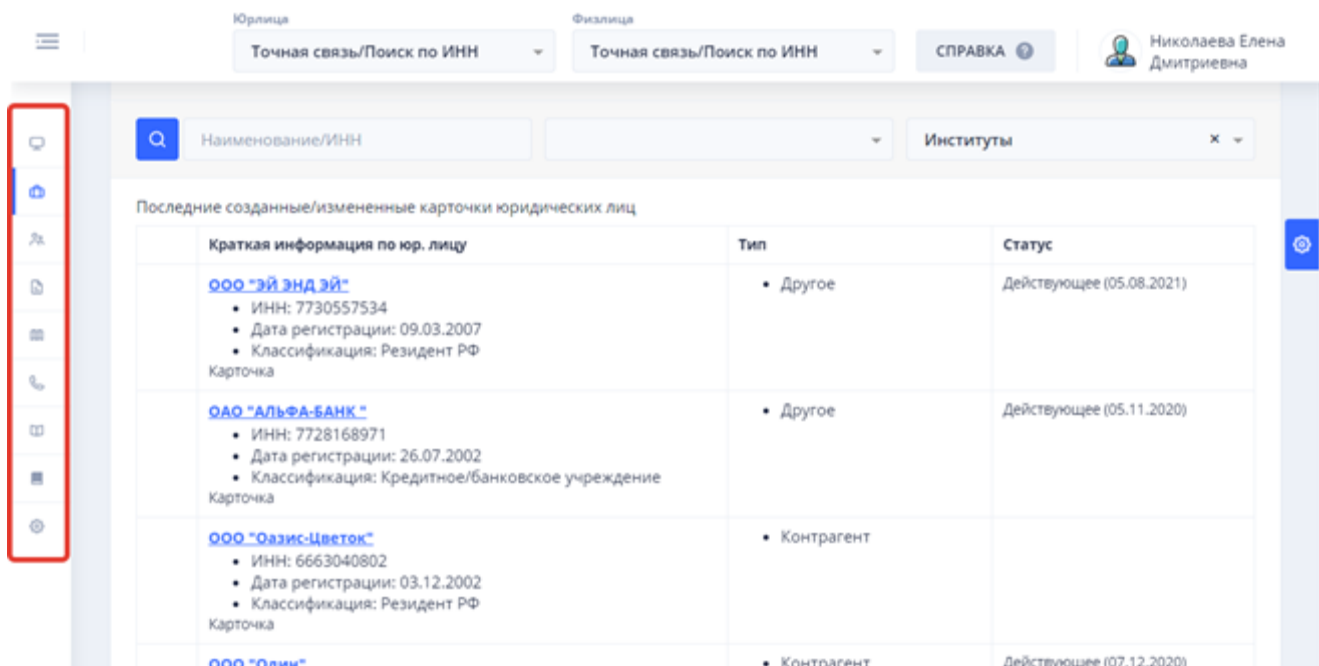 Юрлица
Физлица
Точная связь/Поиск по ИНН
Точная связь/Поиск по ИНН
СПРАВКА
Николаева Елена
Дмитриевна
Наименование/ИНН
Институты
Последние созданные/измененные карточки юридических лиц
Краткая информация по юр. лицу
Тип
Статус
ООО "ЭЙ ЭНД ЭЙ"
• Другое
Действующее (05.08.2021)
• ИНН: 7730557534
• Дата регистрации: 09.03.2007
• Классификация: Резидент РФ
Карточка
ОАО "АЛЬФА-БАНК "
• Другое
Действующее (05.11.2020)
• ИНН: 7728168971
• Дата регистрации: 26.07.2002
• Классификация: Кредитное/банковское учреждение
Карточка
ООО "Оазис-Цветок"
• Контрагент
• ИНН: 6663040802
• Дата регистрации: 03.12.2002
• Классификация: Резидент РФ
Карточка
ООО "Один"
• Контрагент
Действующее (07.12.2020)